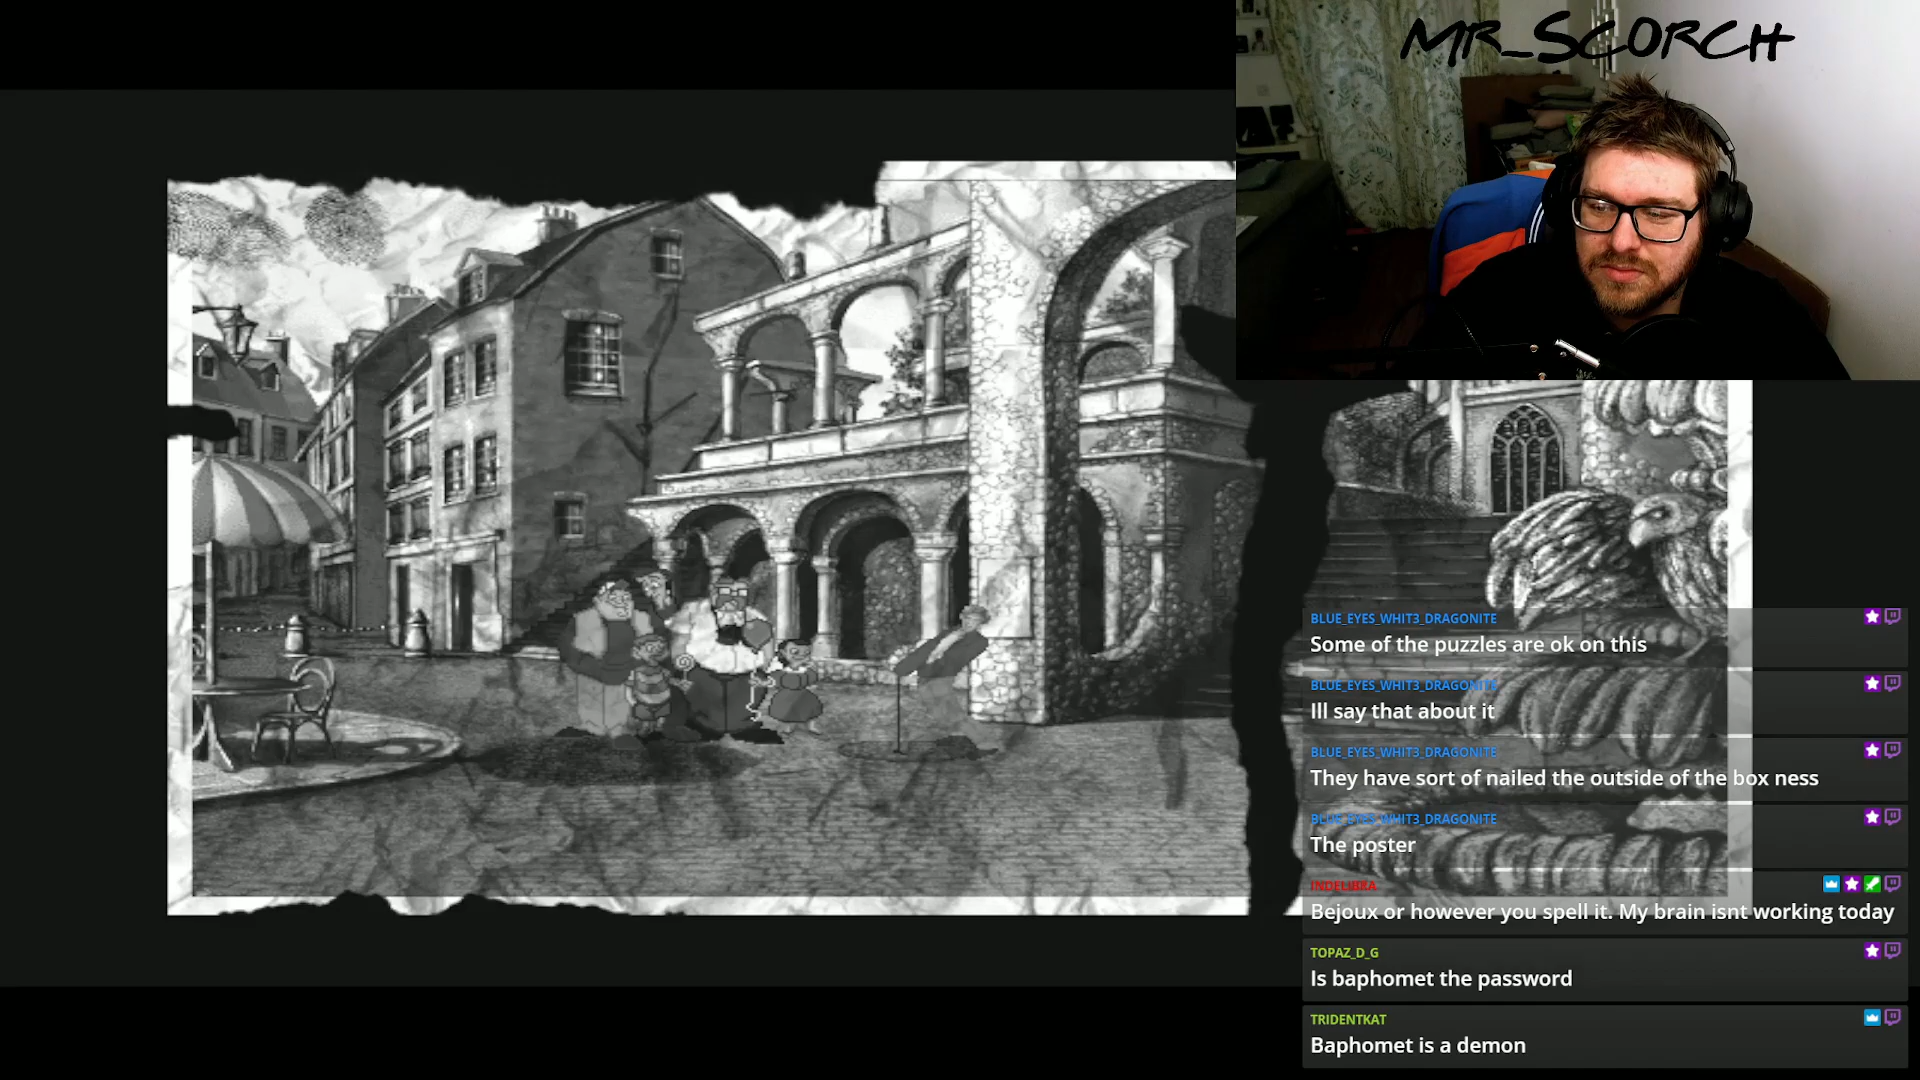 MR_SCORCH
BLUE_EYES_WHIT3_DRAGONITE
Some of the puzzles are ok on this
BLUE_EYES_WHIT3_DRAGONITE
Ill say that about it
BLUE_EYES_WHIT3_DRAGONITE
They have sort of nailed the outside of the box ness
BLUE_EYES_WHIT3_DRAGONITE
The poster
INDELIBRA
Bejoux or however you spell it. My brain isnt working today
TOPAZ_D_G
Is baphomet the password
TRIDENTKAT
Baphomet is a demon